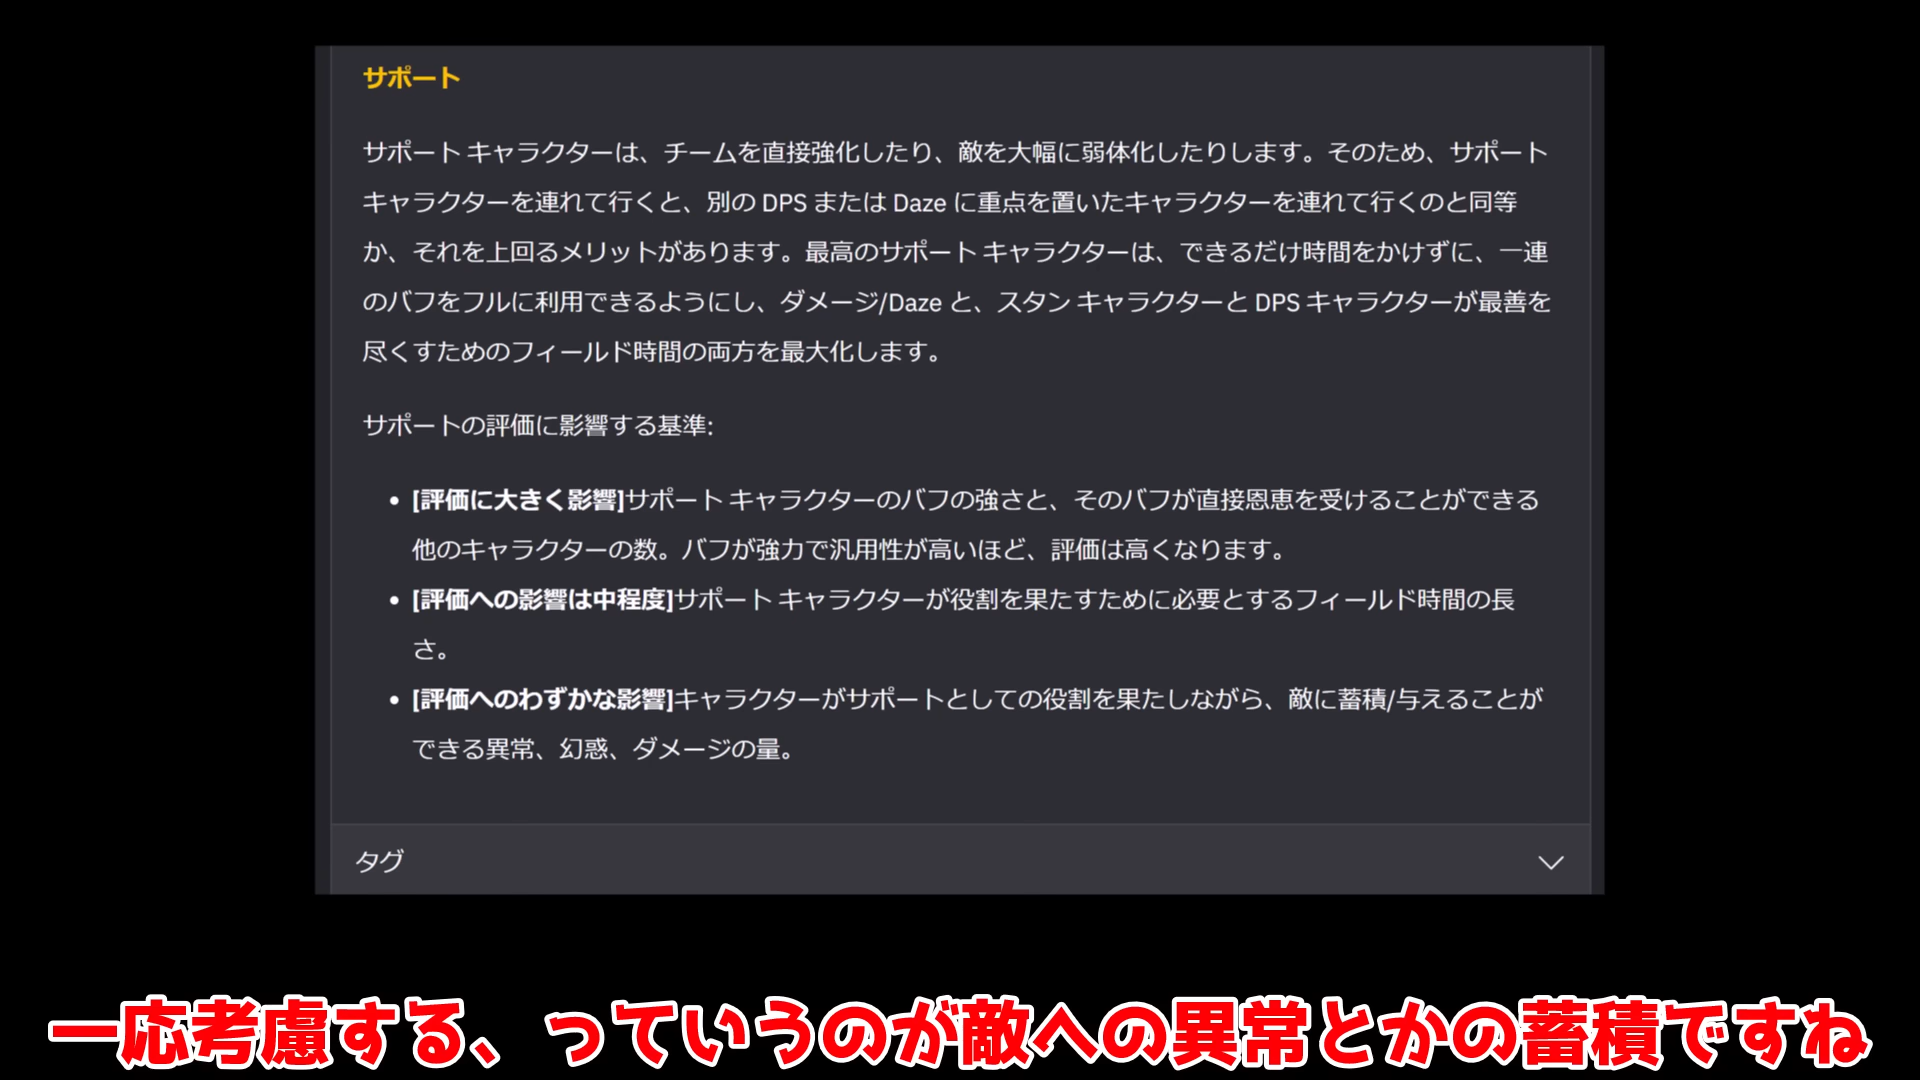 サポート
サポート キャラクターは、チームを直接強化したり、敵を大幅に弱体化したりします。そのため、サポート
キャラクターを連れて行くと、別の DPS または Daze に重点を置いたキャラクターを連れて行くのと同等
か、それを上回るメリットがあります。最高のサポート キャラクターは、できるだけ時間をかけずに、一連
のバフをフルに利用できるようにし、ダメージ/Daze と、スタン キャラクターと DPS キャラクターが最善を
尽くすためのフィールド時間の両方を最大化します。
サポートの評価に影響する基準:
• [評価に大きく影響]サポート キャラクターのバフの強さと、そのバフが直接恩恵を受けることができる
他のキャラクターの数。バフが強力で汎用性が高いほど、評価は高くなります。
• [評価への影響は中程度]サポート キャラクターが役割を果たすために必要とするフィールド時間の長
さ。
• [評価へのわずかな影響]キャラクターがサポートとしての役割を果たしながら、敵に蓄積/与えることが
できる異常、幻惑、ダメージの量。
タグ
一応考慮する、っていうのが敵への異常とかの蓄積ですね